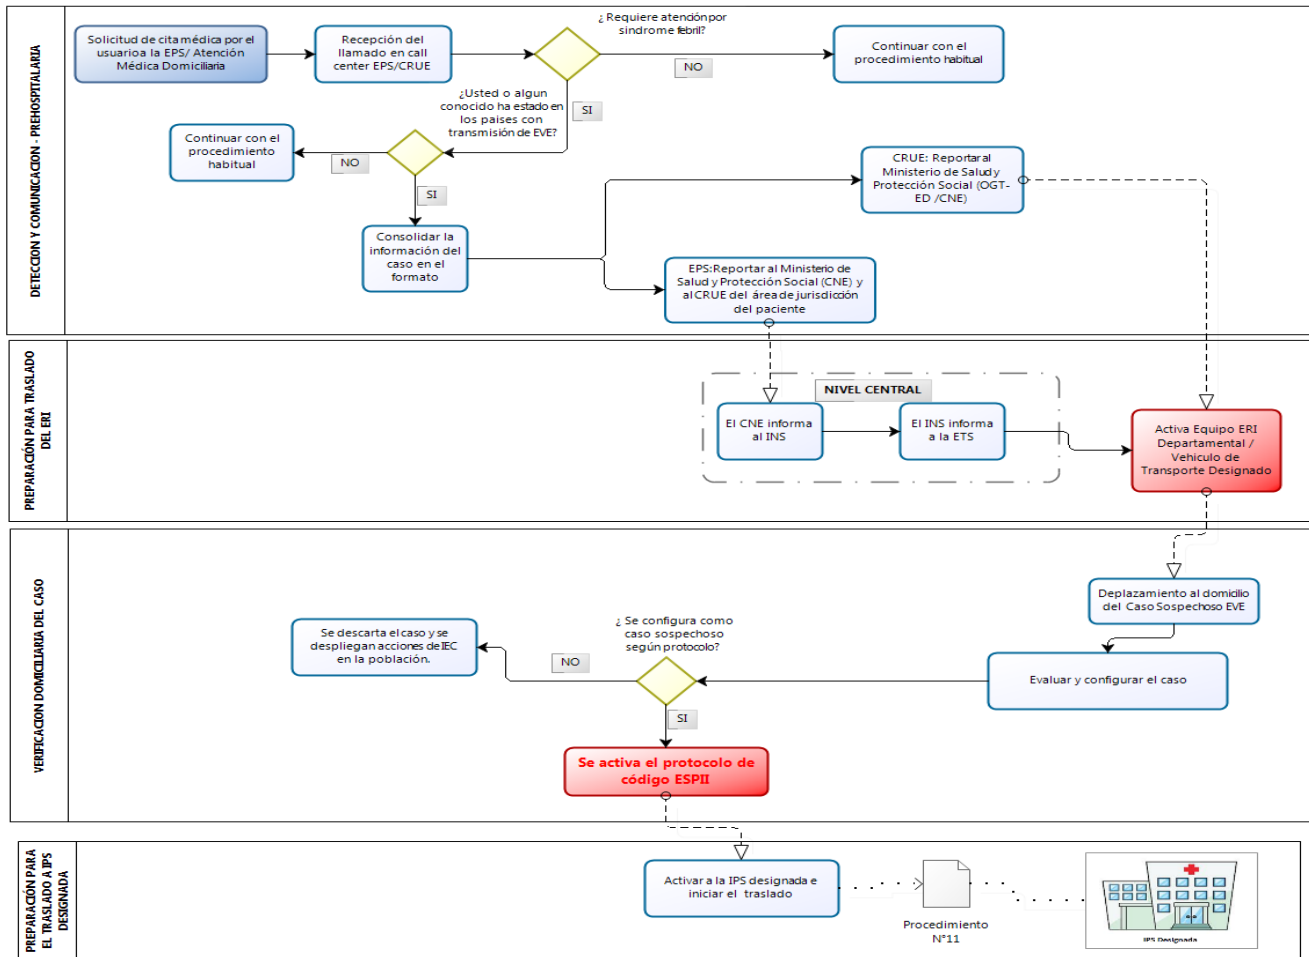 DETECCION Y COMUNICACION - PREHOSPITALARIA
Solicitud de cita médica por el
usuarioa la EPS/ Atención
Médica Domiciliaria
Recepción del
llamado en call
center EPS/CRUE
¿ Requiere atención por
sindrome febril?
NO
Continuar con el
procedimiento habitual
SI
¿Usted o algun
conocido ha estado en
los paises con
transmisión de EVE?
NO
Continuar con el
procedimiento
habitual
SI
Consolidar la
información del
caso en el
formato
CRUE: Reportar al
Ministerio de Salud y
Protección Social (OGT-
ED /CNE)
EPS:Reportar al Ministerio de
Salud y Protección Social (CNE) y
al CRUE del área de jurisdicción
del paciente
PREPARACIÓN PARA TRASLADO
DEL ERI
NIVEL CENTRAL
El CNE informa
al INS
El INS informa
a la ETS
Activa Equipo ERI
Departamental /
Vehiculo de
Transporte Designado
VERIFICACION DOMICILIARIA DEL CASO
Deplazamiento al domicilio
del Caso Sospechoso EVE
Evaluar y configurar el caso
¿ Se configura como
caso sospechoso
según protocolo?
NO
Se descarta el caso y se
despliegan acciones de IEC
en la población.
SI
Se activa el protocolo de
código ESPII
PREPARACIÓN PARA
EL TRASLADO A IPS
DESIGNADA
Activar a la IPS designada e
iniciar el traslado
Procedimiento
N°11
IPS Designada